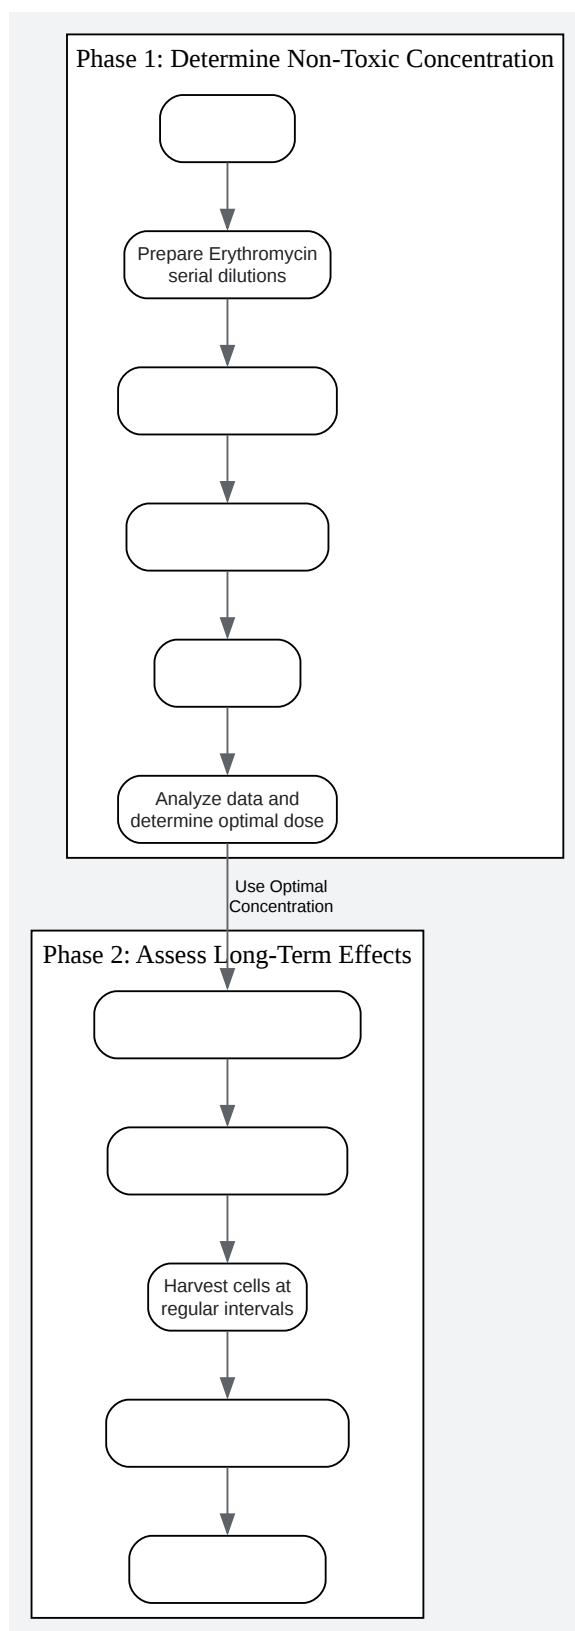 Phase 1: Determine Non-Toxic Concentration
Prepare Erythromycin
serial dilutions
Analyze data and
determine optimal dose
Use Optimal
Concentration
Phase 2: Assess Long-Term Effects
Harvest cells at
regular intervals